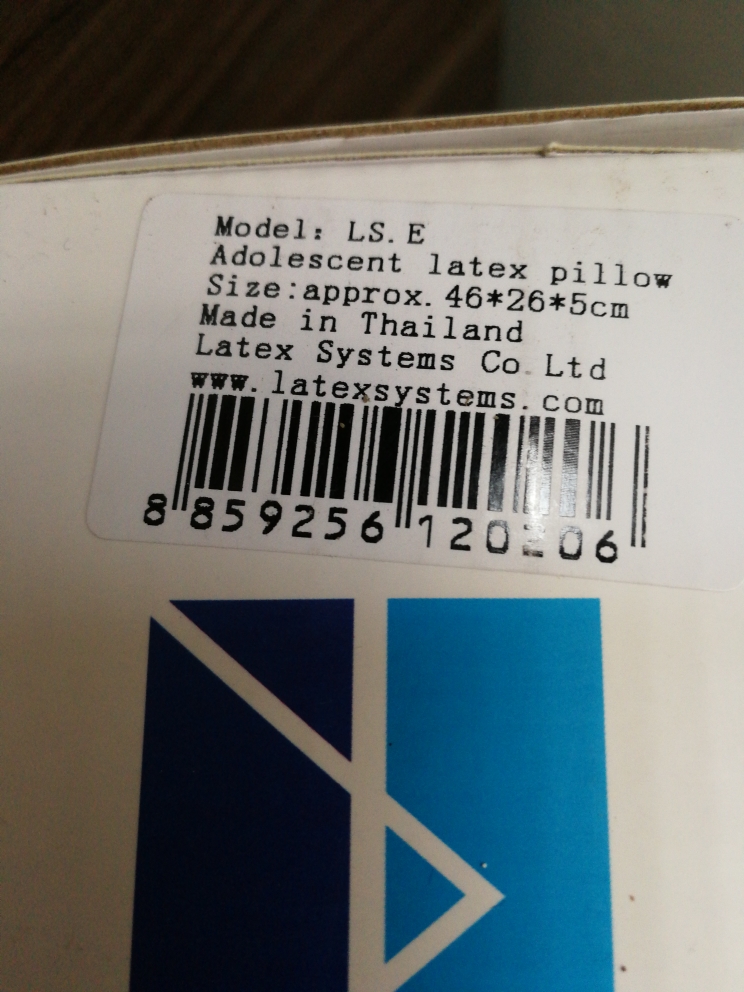 Model: LS.E
Adolescent latex pillow
Size:approx. 46*26*5cm
Made in Thailand
Latex Systems Co.Ltd
www.latexsystems.com
8 859256 120206